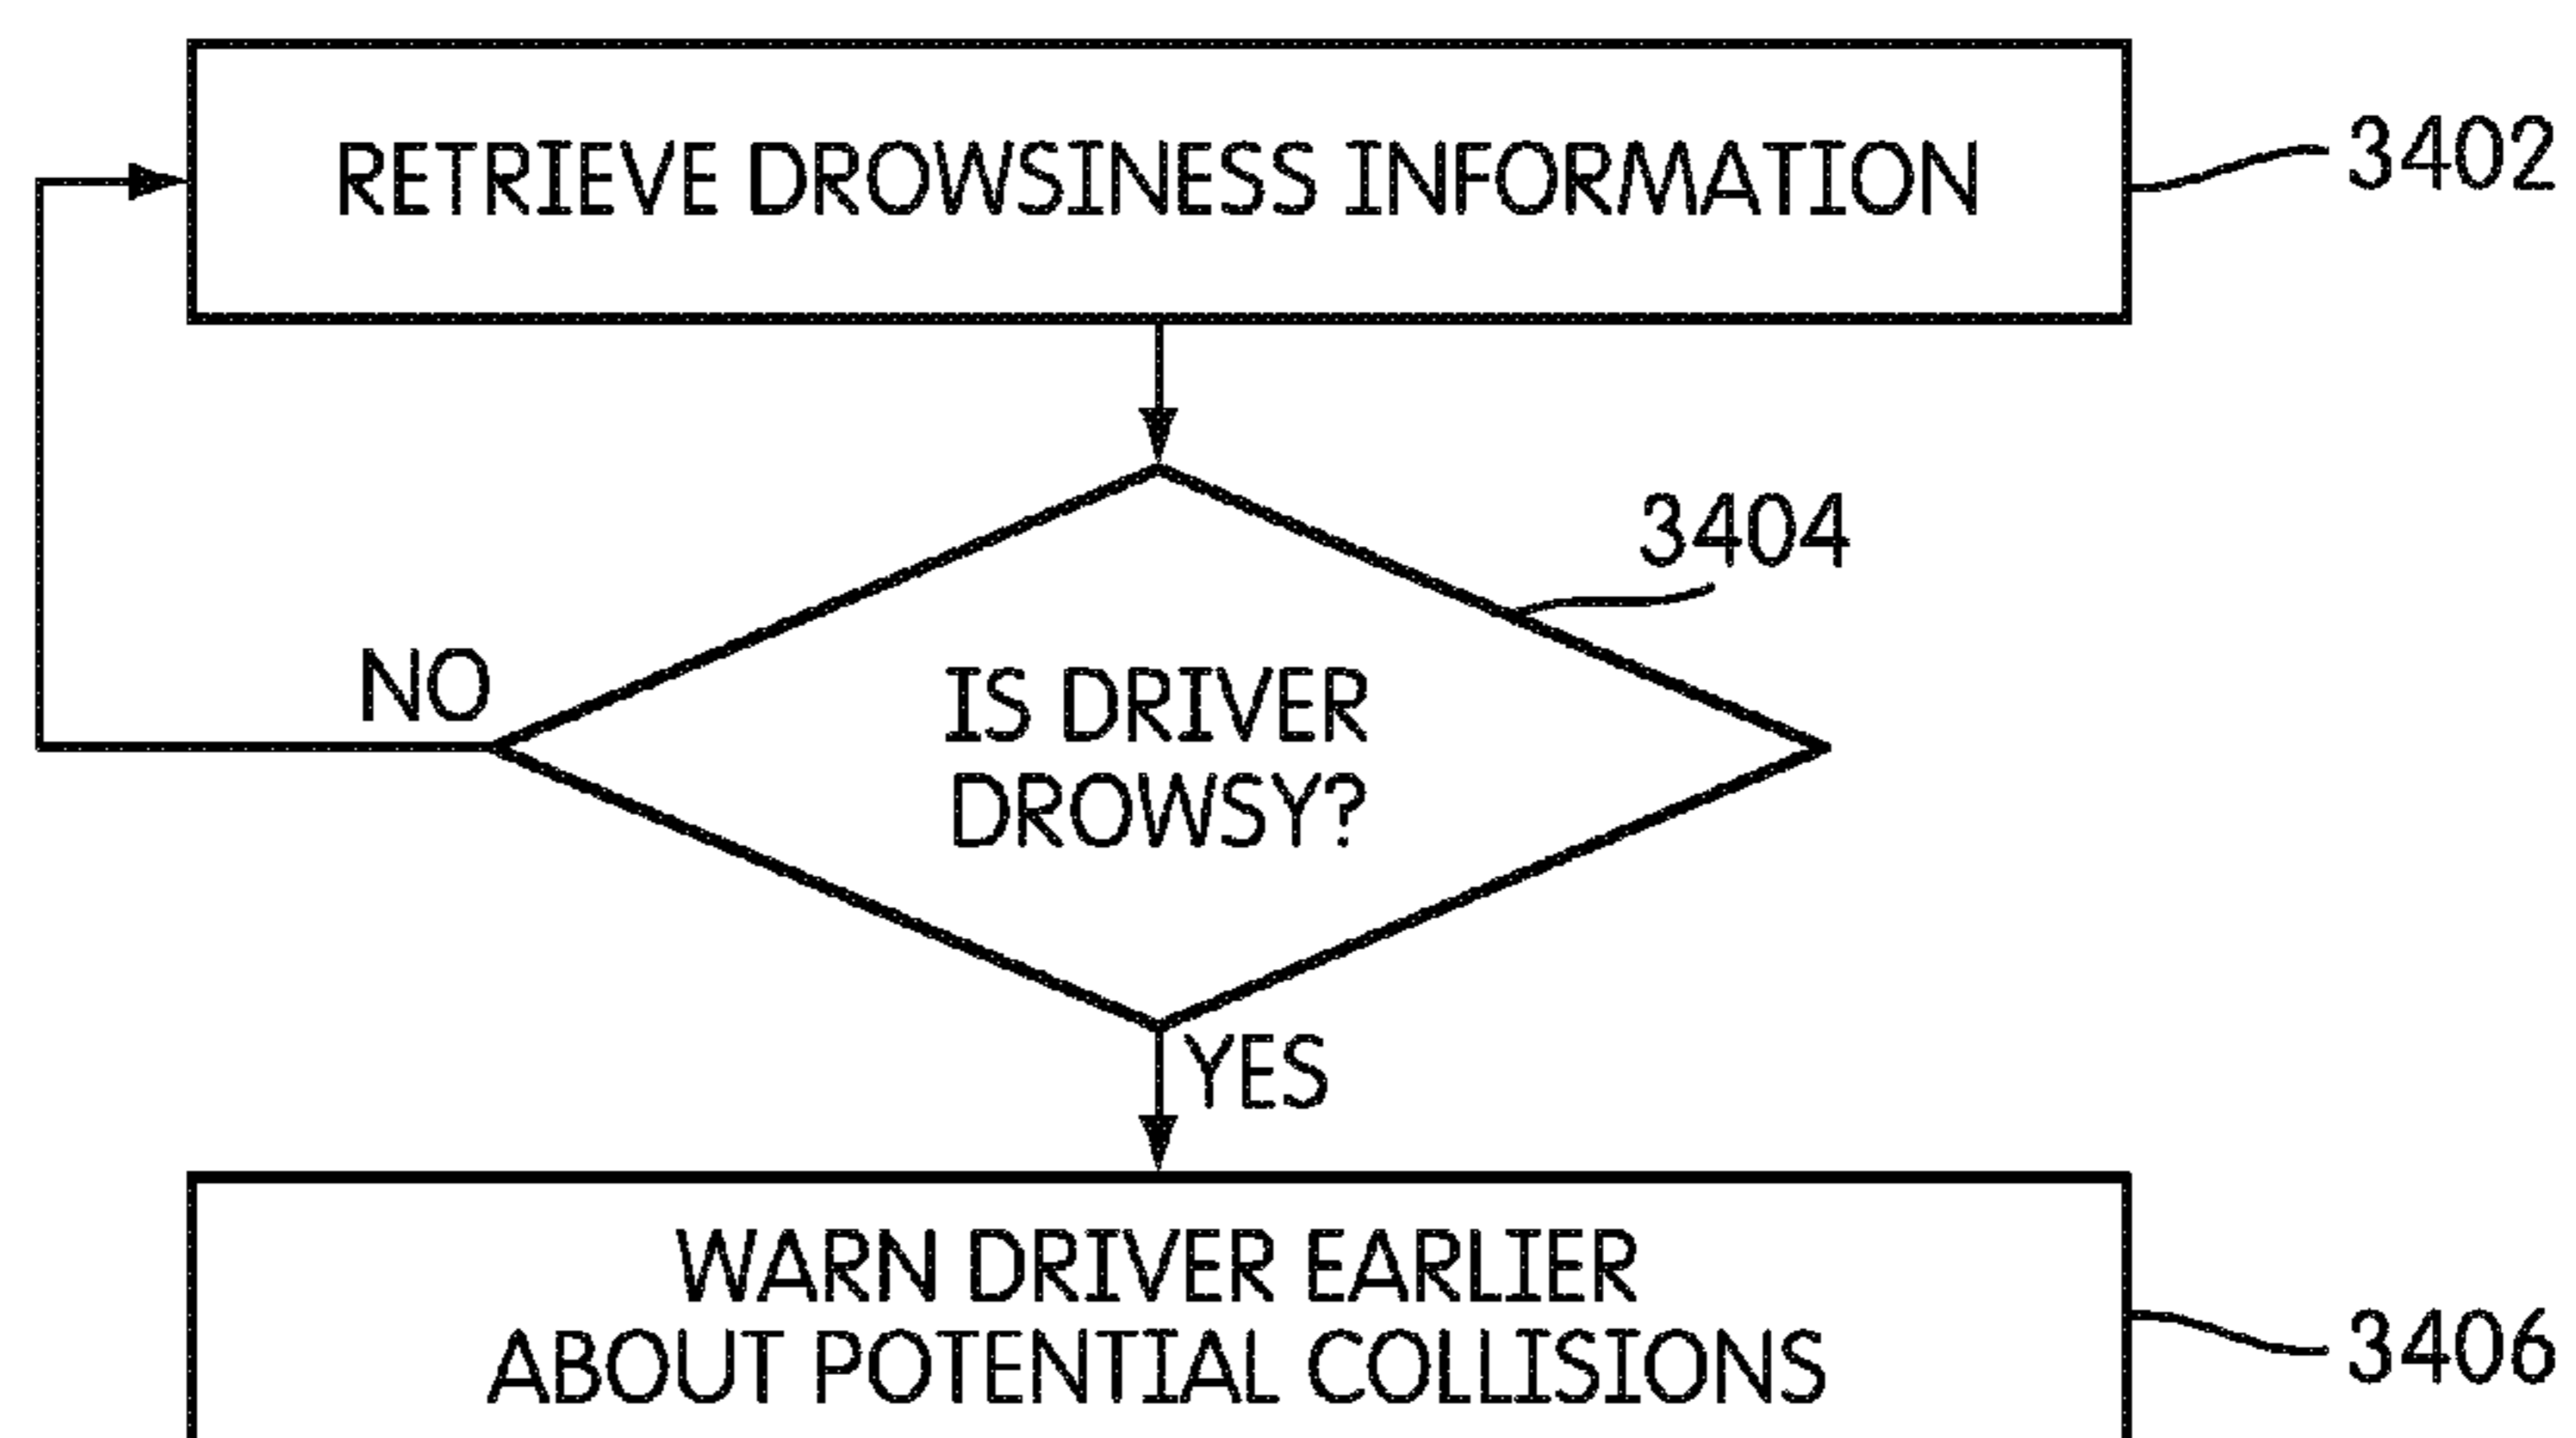 RETRIEVE DROWSINESS INFORMATION
3402
3404
IS DRIVER
DROWSY?
NO
YES
WARN DRIVER EARLIER
ABOUT POTENTIAL COLLISIONS
3406